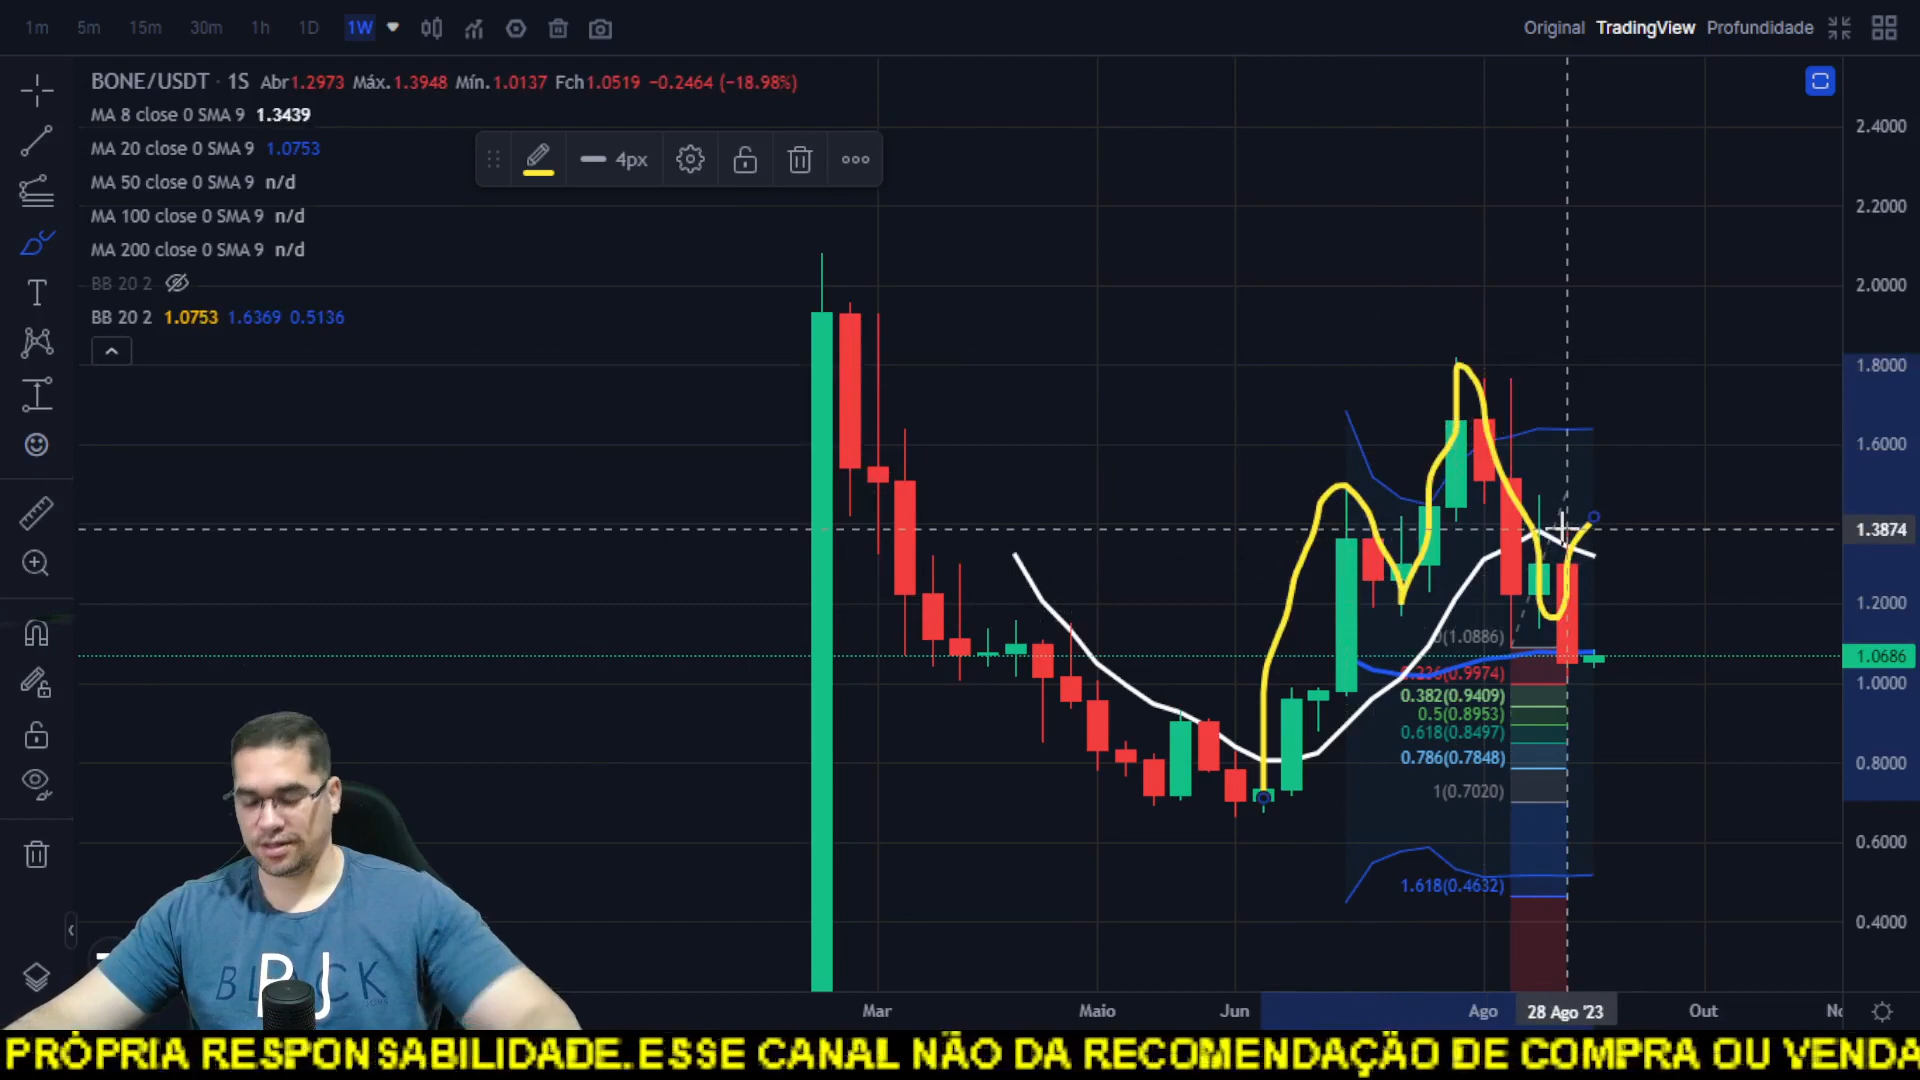 1m 5m 15m 30m 1h 1D 1W
Original TradingView Profundidade
BONE/USDT · 1S Abr1.2973 Máx.1.3948 Mín.1.0137 Fch1.0519 −0.2464 (−18.98%)
MA 8 close 0 SMA 9 1.3439
MA 20 close 0 SMA 9 1.0753
MA 50 close 0 SMA 9 n/d
MA 100 close 0 SMA 9 n/d
MA 200 close 0 SMA 9 n/d
BB 20 2
BB 20 2 1.0753 1.6369 0.5136
4px
2.4000
2.2000
2.0000
1.8000
1.6000
1.3874
1.2000
1.0686
1.0000
0.8000
0.6000
0.4000
0(1.0886)
0.236(0.9974)
0.382(0.9409)
0.5(0.8953)
0.618(0.8497)
0.786(0.7848)
1(0.7020)
1.618(0.4632)
Mar Maio Jun Ago 28 Ago '23 Out
BLACK
PJ
PRÓPRIA RESPONSABILIDADE.ESSE CANAL NÃO DA RECOMENDAÇÃO DE COMPRA OU VENDA